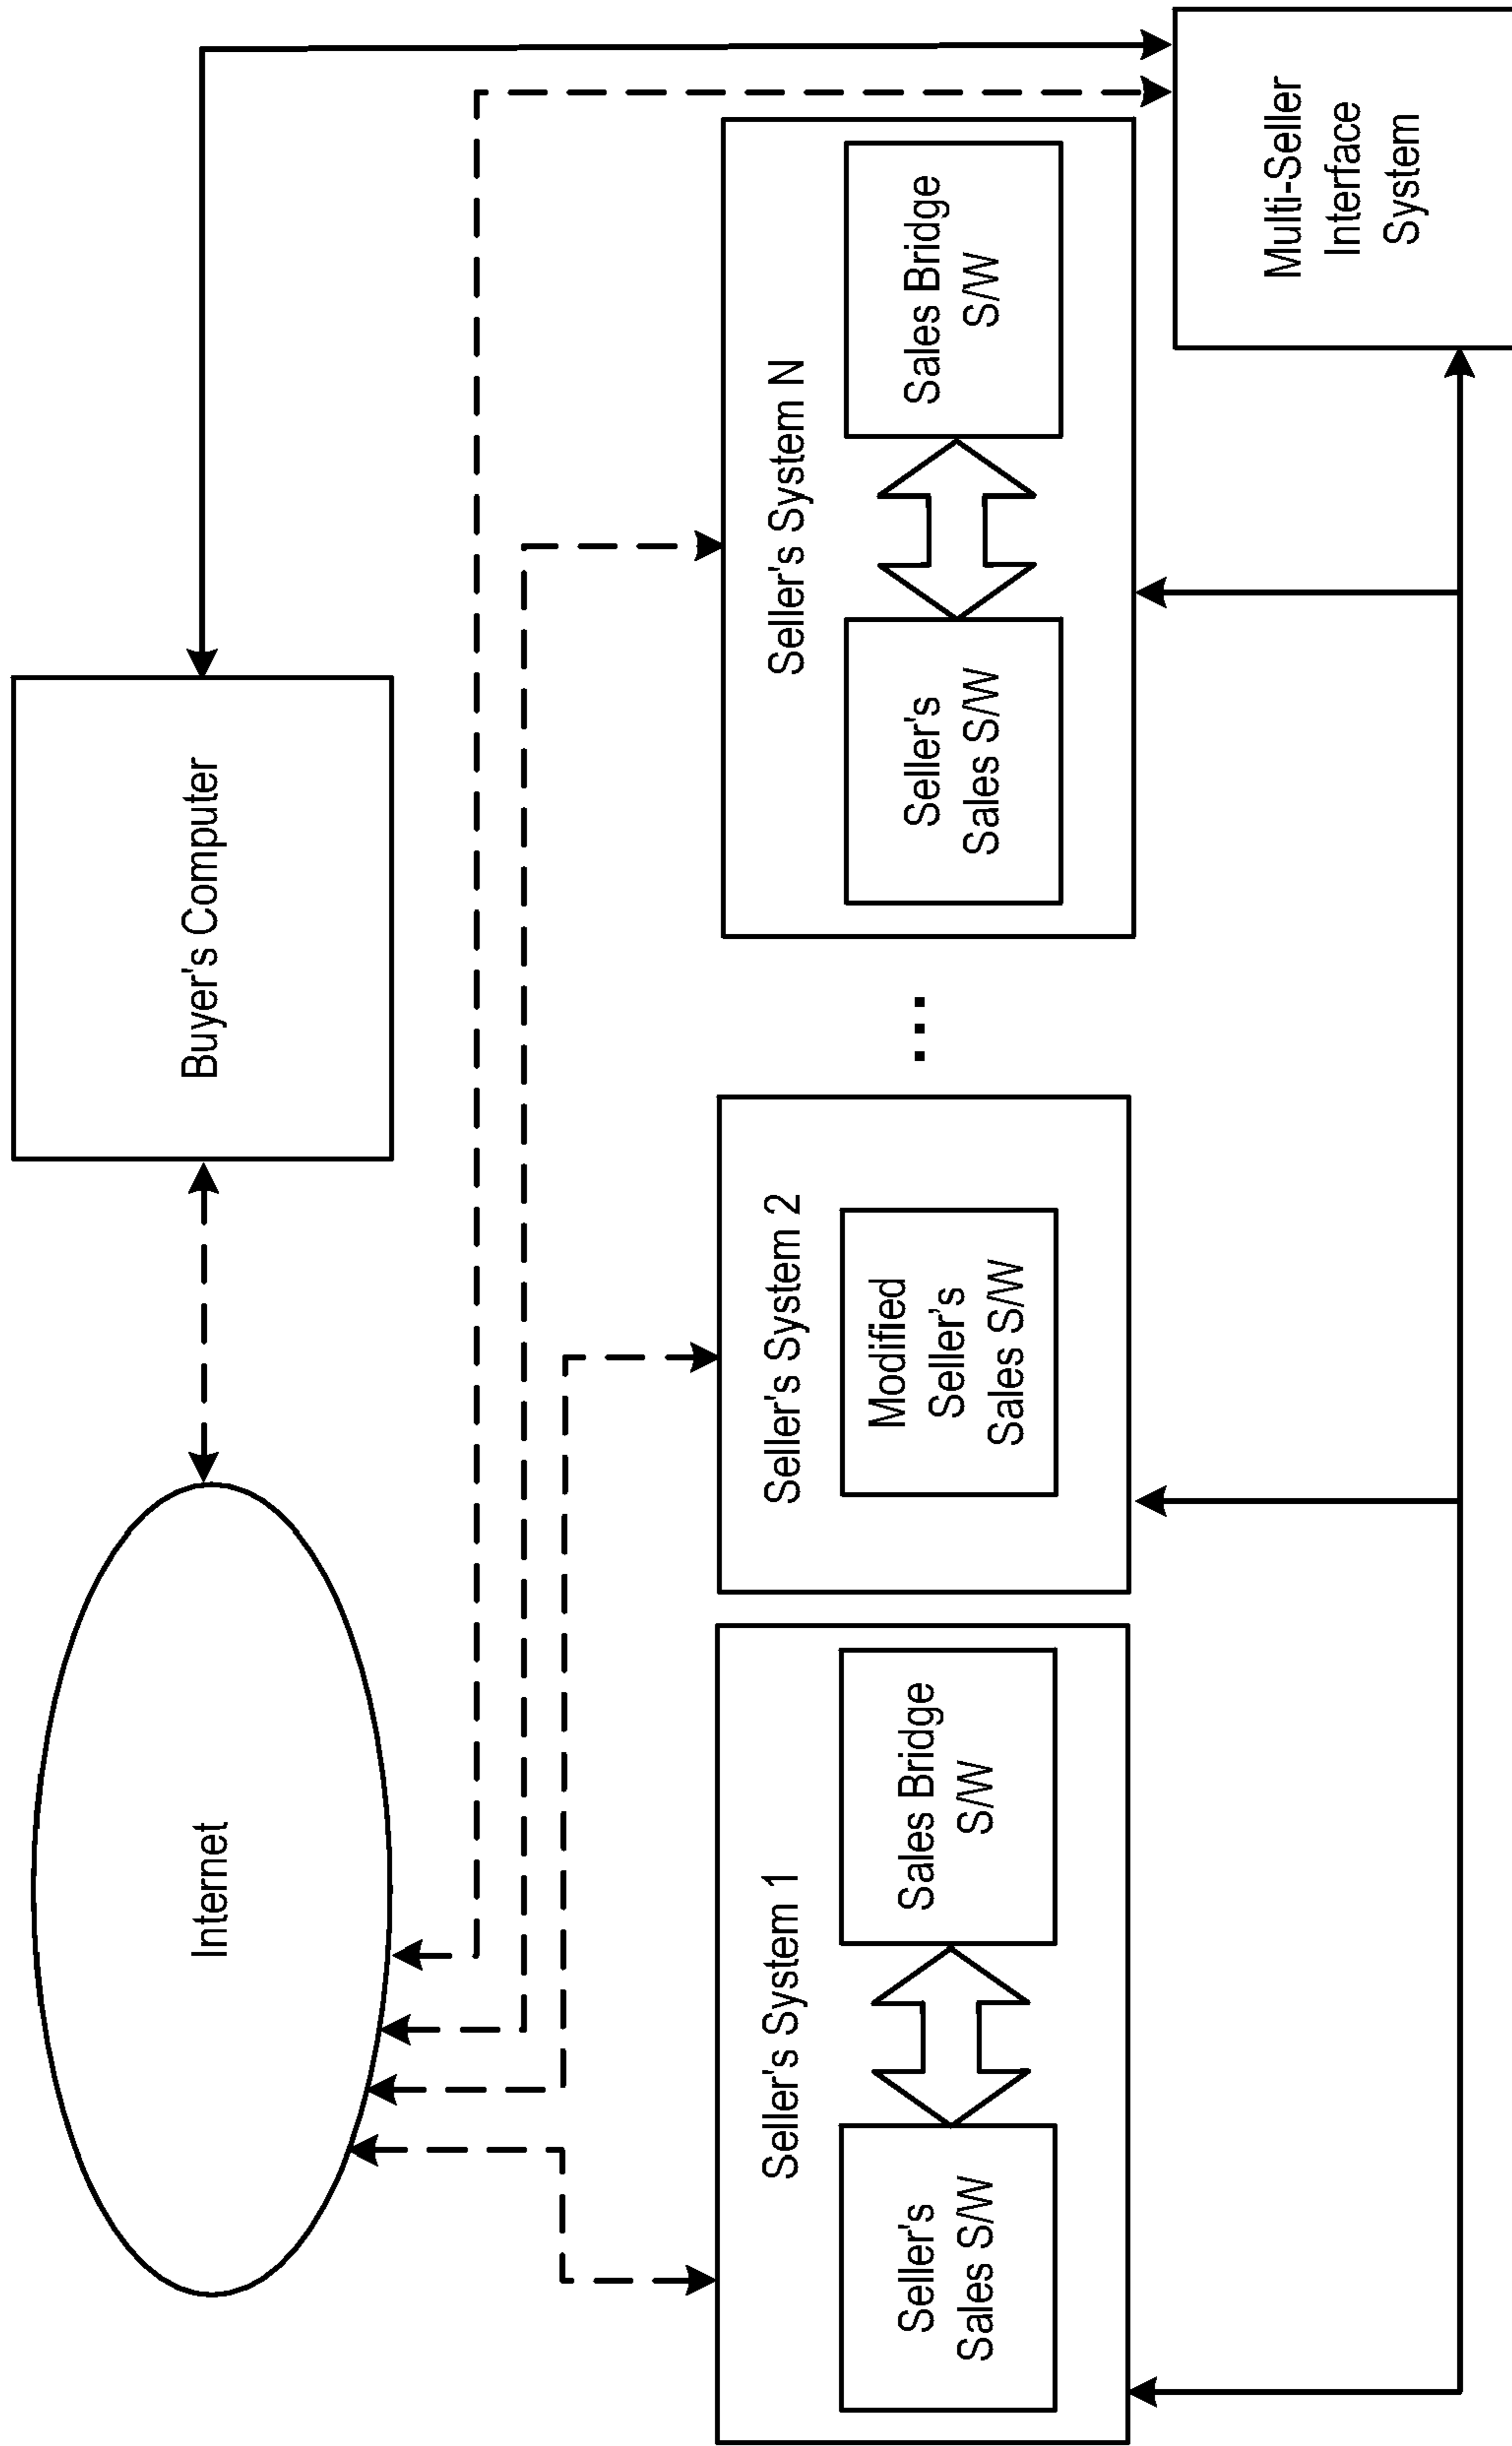 Internet
Buyer's Computer
Seller's System 1
Seller's
Sales S/W
Sales Bridge
S/W
Seller's System 2
Modified
Seller's
Sales S/W
...
Seller's System N
Seller's
Sales S/W
Sales Bridge
S/W
Multi-Seller
Interface
System